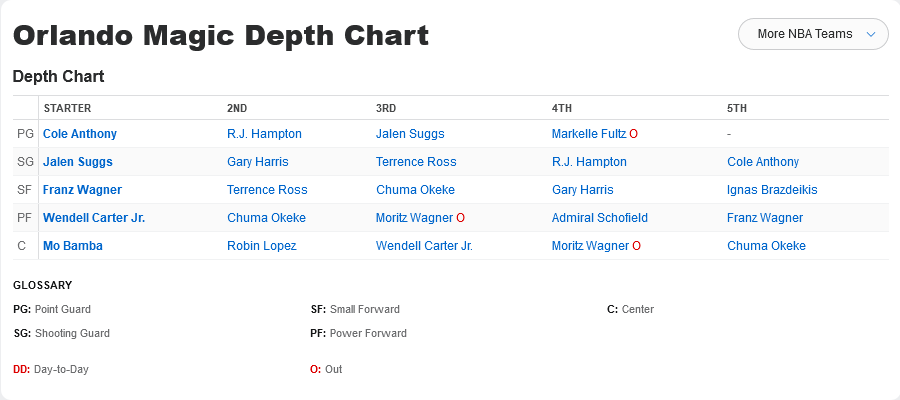 Orlando Magic Depth Chart
More NBA Teams
Depth Chart
STARTER 2ND 3RD 4TH 5TH
PG Cole Anthony R.J. Hampton Jalen Suggs Markelle Fultz O -
SG Jalen Suggs Gary Harris Terrence Ross R.J. Hampton Cole Anthony
SF Franz Wagner Terrence Ross Chuma Okeke Gary Harris Ignas Brazdeikis
PF Wendell Carter Jr. Chuma Okeke Moritz Wagner O Admiral Schofield Franz Wagner
C Mo Bamba Robin Lopez Wendell Carter Jr. Moritz Wagner O Chuma Okeke
GLOSSARY
PG: Point Guard SF: Small Forward C: Center
SG: Shooting Guard PF: Power Forward
DD: Day-to-Day O: Out